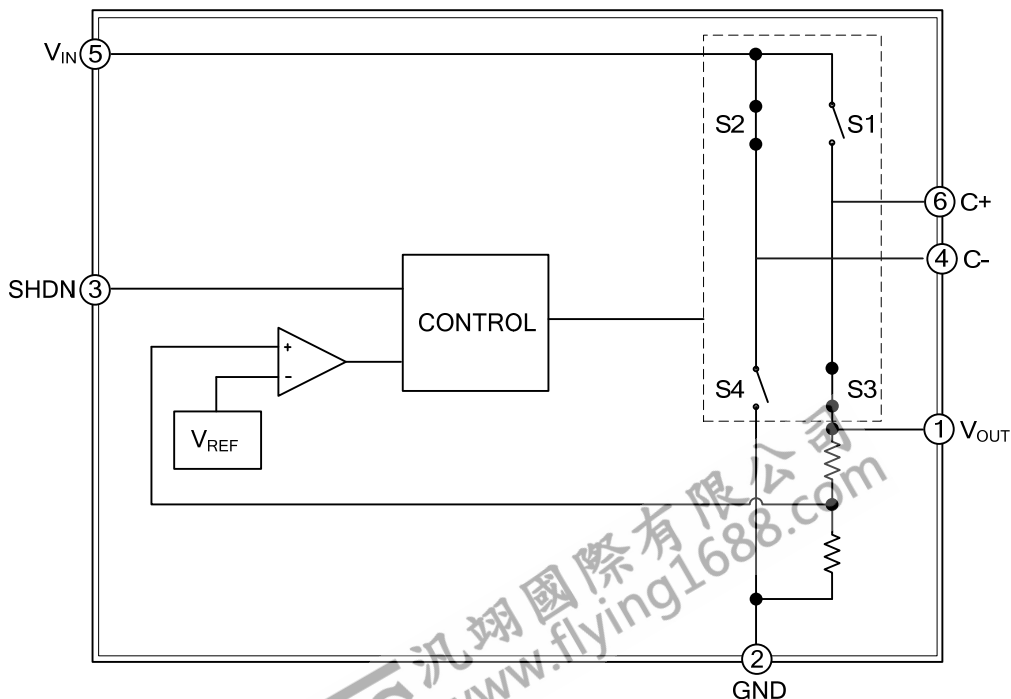 VIN 5
S2
S1
6 C+
4 C-
SHDN 3
CONTROL
+
-
VREF
S4
S3
1 VOUT
2
GND
汎翊國際有限公司
www.flying1688.com